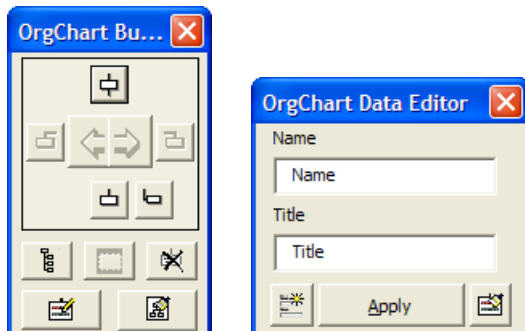 OrgChart Bu...
OrgChart Data Editor
Name
Name
Title
Title
Apply